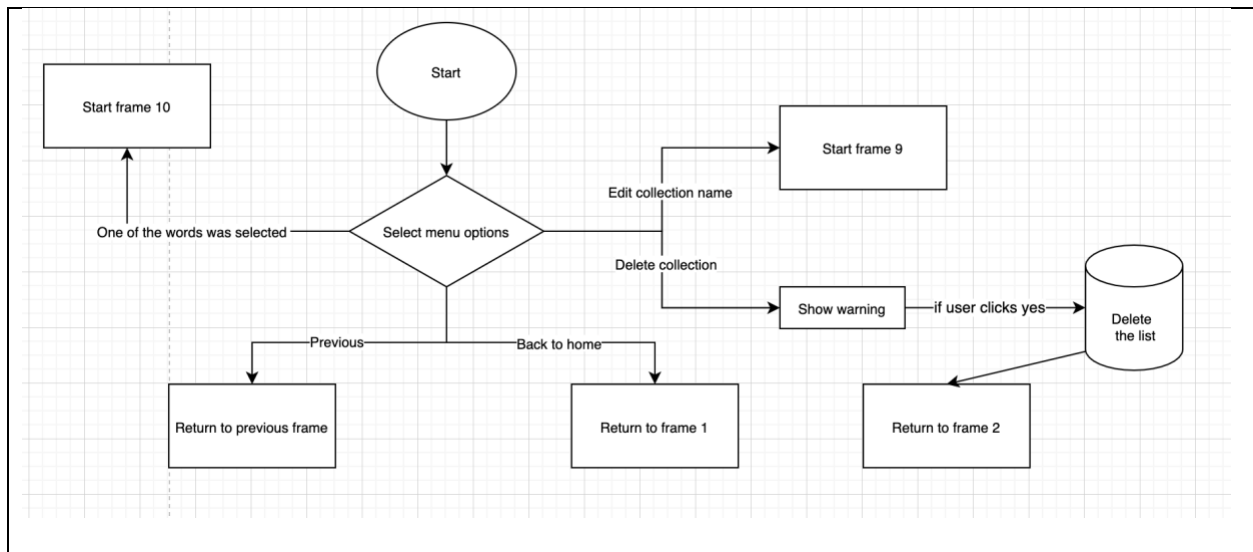 Start
Start frame 10
Start frame 9
Edit collection name
One of the words was selected
Select menu options
Delete collection
Show warning
if user clicks yes
Delete
the list
Previous
Back to home
Return to previous frame
Return to frame 1
Return to frame 2